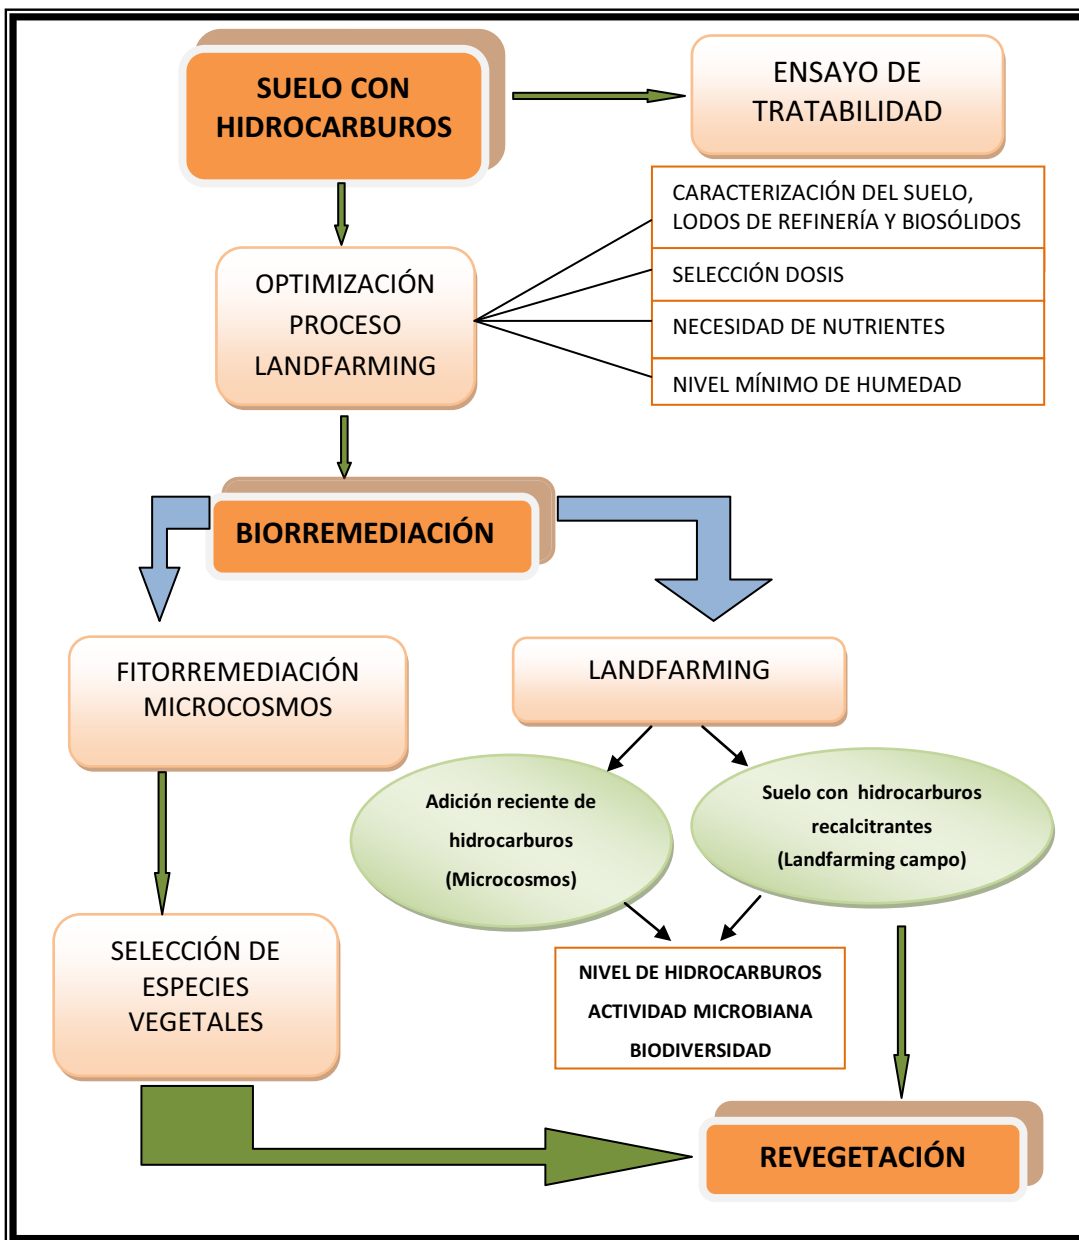 SUELO CON
HIDROCARBUROS
ENSAYO DE
TRATABILIDAD
CARACTERIZACIÓN DEL SUELO,
LODOS DE REFINERÍA Y BIOSÓLIDOS
SELECCIÓN DOSIS
NECESIDAD DE NUTRIENTES
NIVEL MÍNIMO DE HUMEDAD
OPTIMIZACIÓN
PROCESO
LANDFARMING
BIORREMEDIACIÓN
FITORREMEDIACIÓN
MICROCOSMOS
LANDFARMING
Adición reciente de
hidrocarburos
(Microcosmos)
Suelo con hidrocarburos
recalcitrantes
(Landfarming campo)
SELECCIÓN DE
ESPECIES
VEGETALES
NIVEL DE HIDROCARBUROS
ACTIVIDAD MICROBIANA
BIODIVERSIDAD
REVEGETACIÓN